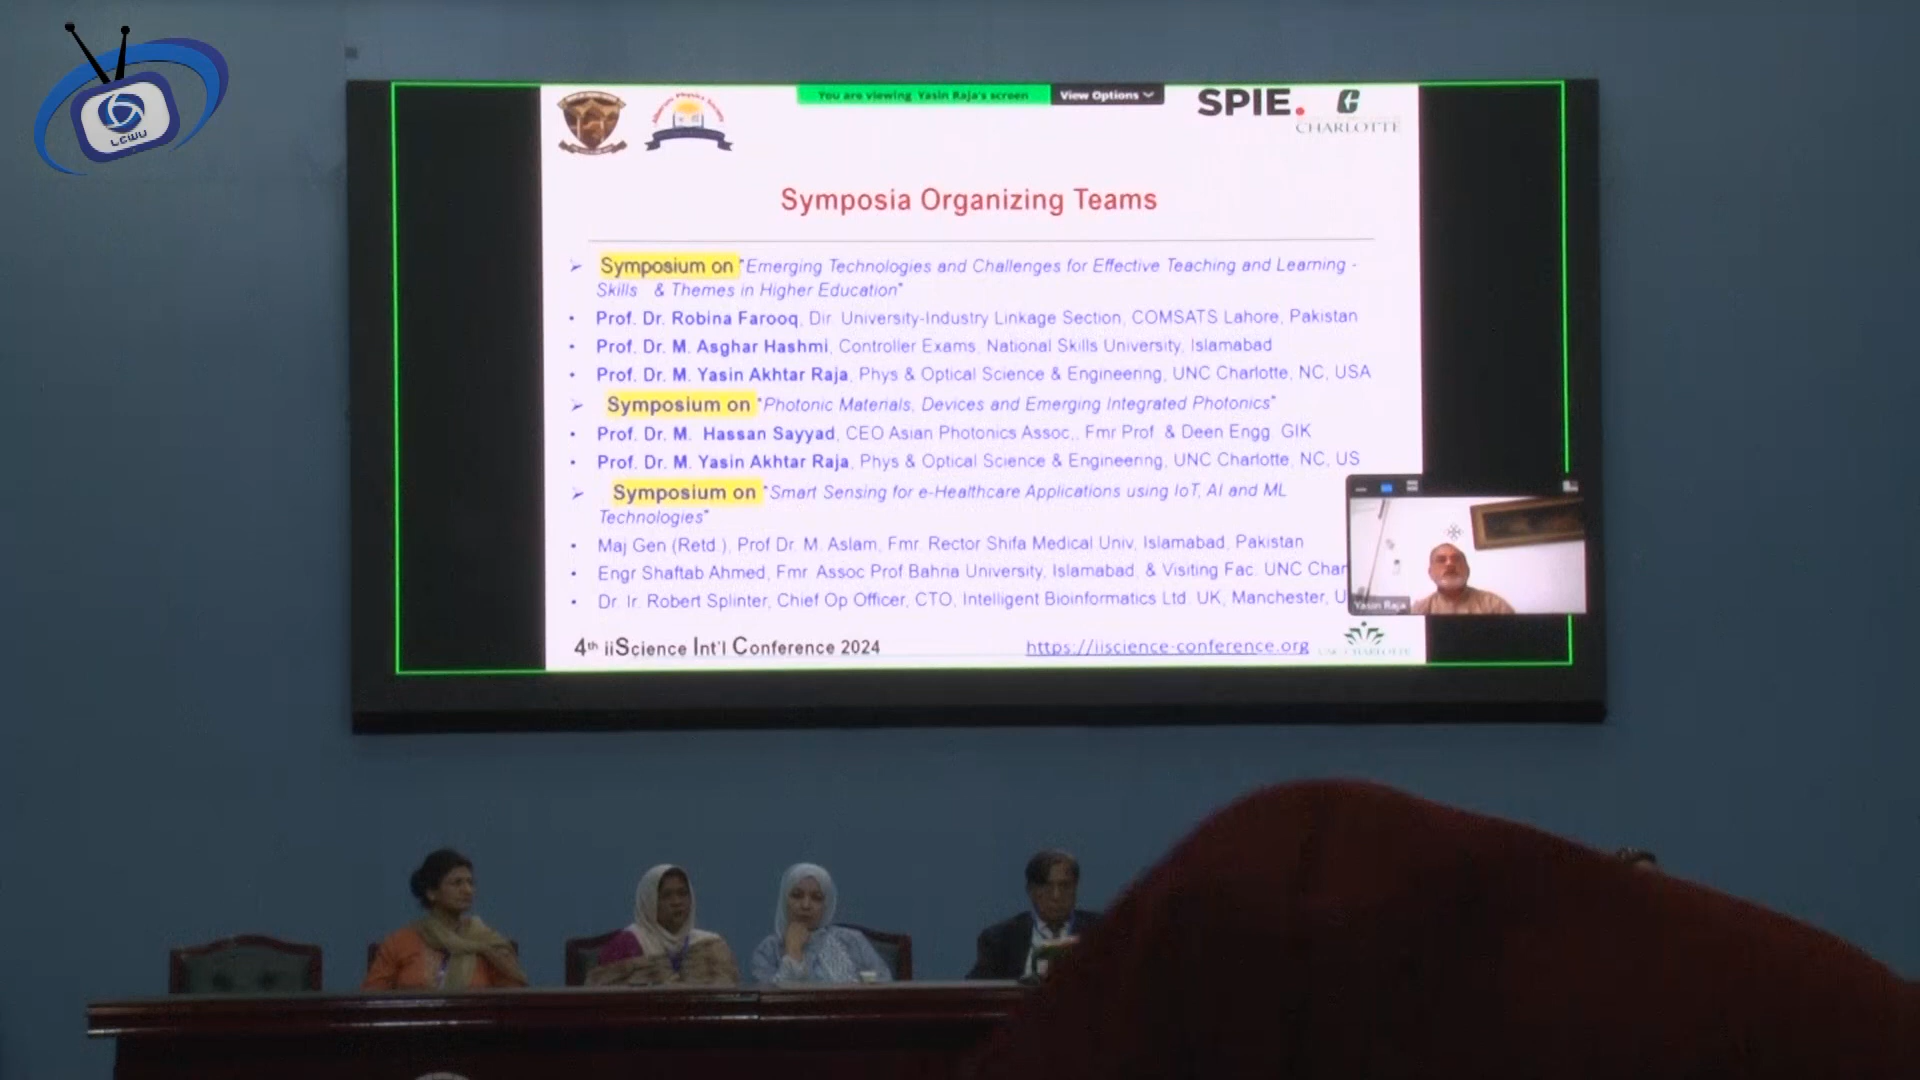 LCWU
You are viewing Yasin Raja's screen
View Options
SPIE.
CHARLOTTE
Symposia Organizing Teams
Symposium on "Emerging Technologies and Challenges for Effective Teaching and Learning -
Skills & Themes in Higher Education"
Prof. Dr. Robina Farooq, Dir. University-Industry Linkage Section, COMSATS Lahore, Pakistan
Prof. Dr. M. Asghar Hashmi, Controller Exams, National Skills University, Islamabad
Prof. Dr. M. Yasin Akhtar Raja, Phys & Optical Science & Engineering, UNC Charlotte, NC, USA
Symposium on "Photonic Materials, Devices and Emerging Integrated Photonics"
Prof. Dr. M. Hassan Sayyad, CEO Asian Photonics Assoc,. Fmr Prof. & Deen Engg. GIK
Prof. Dr. M. Yasin Akhtar Raja, Phys & Optical Science & Engineering, UNC Charlotte, NC, US
Symposium on "Smart Sensing for e-Healthcare Applications using IoT, AI and ML
Technologies"
Maj Gen (Retd.), Prof Dr. M. Aslam, Fmr. Rector Shifa Medical Univ, Islamabad, Pakistan
Engr Shaftab Ahmed, Fmr. Assoc Prof Bahria University, Islamabad, & Visiting Fac. UNC Char
Dr. Ir. Robert Splinter, Chief Op Officer, CTO, Intelligent Bioinformatics Ltd. UK, Manchester, U
Yasin Raja
4th iiScience Int'l Conference 2024
https://iiscience-conference.org
UNC CHARLOTTE